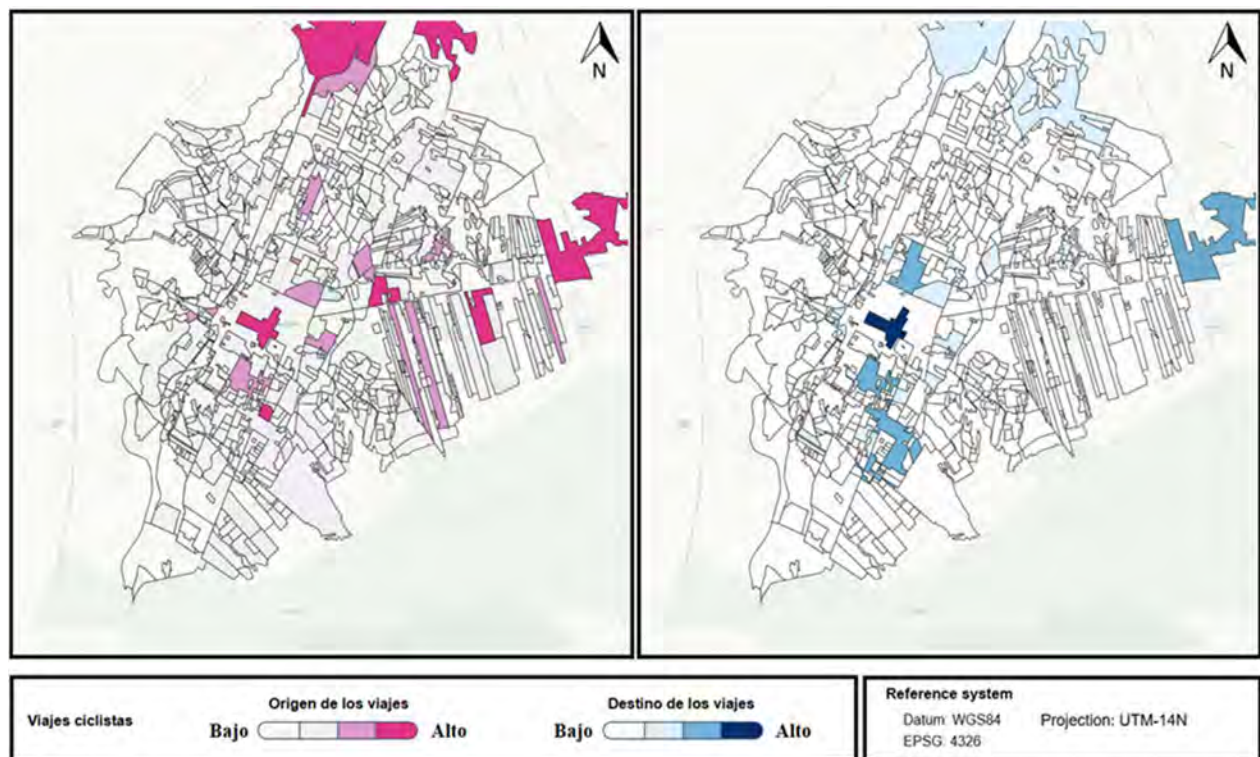 N
N
Viajes ciclistas
Origen de los viajes
Bajo Alto
Destino de los viajes
Bajo Alto
Reference system
Datum: WGS84 Projection: UTM-14N
EPSG: 4326